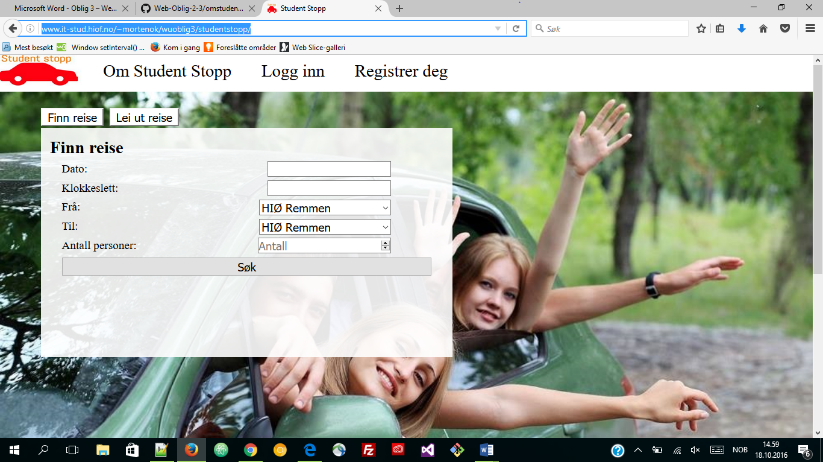 Microsoft Word - Oblig 3 – We...
Web-Oblig-2-3/omstuden...
Student Stopp
www.it-stud.hiof.no/~mortenok/wuoblig3/studentstopp/
Søk
Mest besøkt
Window setInterval() ...
Kom i gang
Foreslåtte områder
Web Slice-galleri
Student stopp
Om Student Stopp
Logg inn
Registrer deg
Finn reise
Lei ut reise
Finn reise
Dato:
Klokkeslett:
Frå:
HIØ Remmen
Til:
HIØ Remmen
Antall personer:
Antall
Søk
NOB
14.59
18.10.2016
6